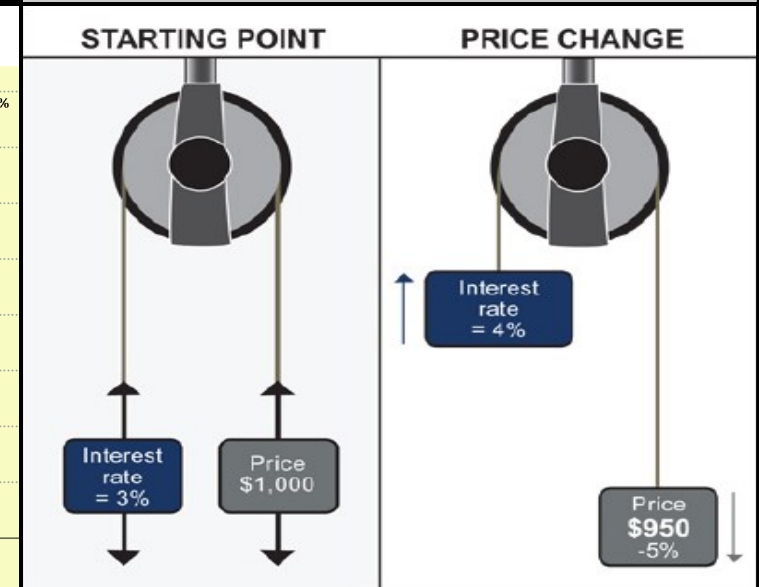 STARTING POINT
PRICE CHANGE
%
Interest
rate
= 3%
Price
$1,000
Interest
rate
= 4%
Price
$950
-5%